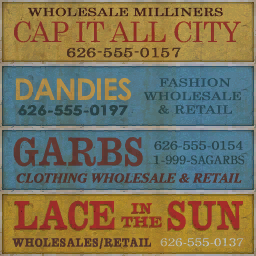 WHOLESALE MILLINERS
CAP IT ALL CITY
626-555-0157
DANDIES
626-555-0197
FASHION
WHOLESALE
& RETAIL
GARBS
626-555-0154
1-999-SAGARBS
CLOTHING WHOLESALE & RETAIL
LACE IN THE SUN
WHOLESALES/RETAIL 626-555-0137